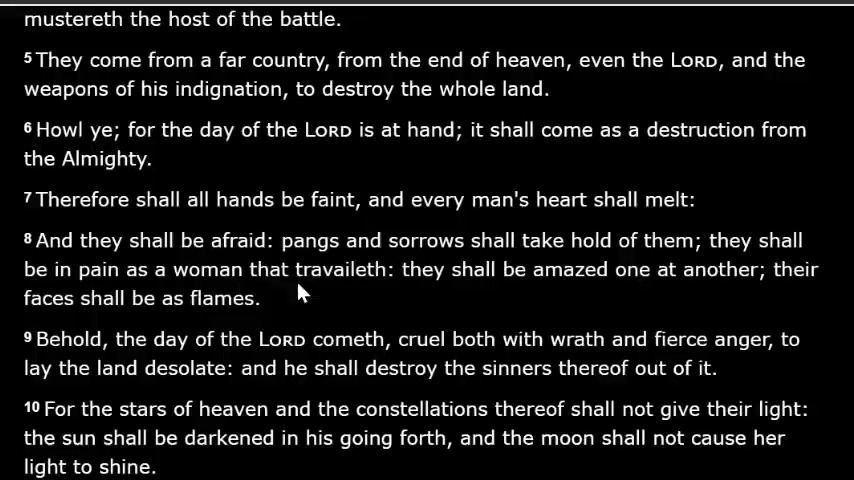 mustereth the host of the battle.
5 They come from a far country, from the end of heaven, even the LORD, and the
weapons of his indignation, to destroy the whole land.
6 Howl ye; for the day of the LORD is at hand; it shall come as a destruction from
the Almighty.
7 Therefore shall all hands be faint, and every man's heart shall melt:
8 And they shall be afraid: pangs and sorrows shall take hold of them; they shall
be in pain as a woman that travaileth: they shall be amazed one at another; their
faces shall be as flames.
9 Behold, the day of the LORD cometh, cruel both with wrath and fierce anger, to
lay the land desolate: and he shall destroy the sinners thereof out of it.
10 For the stars of heaven and the constellations thereof shall not give their light:
the sun shall be darkened in his going forth, and the moon shall not cause her
light to shine.